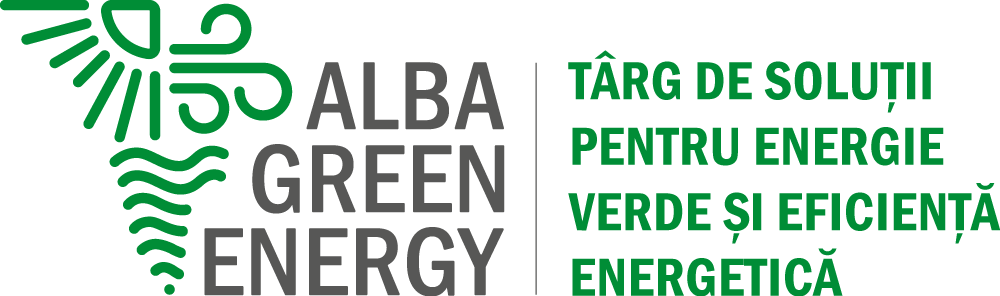 ALBA
GREEN
ENERGY
TÂRG DE SOLUȚII
PENTRU ENERGIE
VERDE ȘI EFICIENȚĂ
ENERGETICĂ